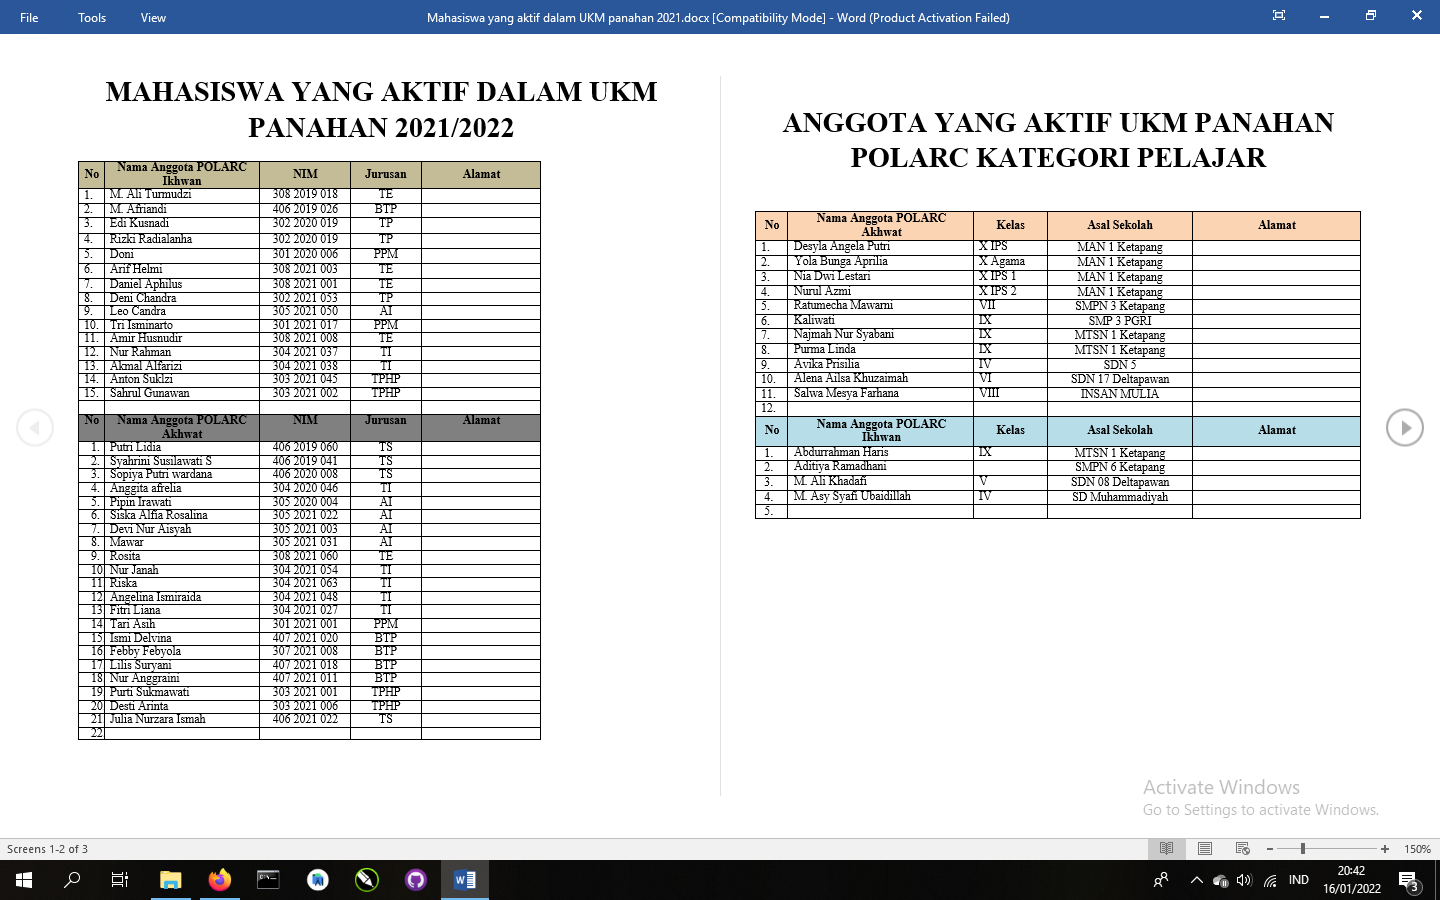 File Tools View Mahasiswa yang aktif dalam UKM panahan 2021.docx [Compatibility Mode] - Word (Product Activation Failed)
MAHASISWA YANG AKTIF DALAM UKM
PANAHAN 2021/2022
No Nama Anggota POLARC Ikhwan NIM Jurusan Alamat
1. M. Ali Turmudzi 308 2019 018 TE
2. M. Afriandi 406 2019 026 BTP
3. Edi Kusnadi 302 2020 019 TP
4. Rizki Radialanha 302 2020 019 TP
5. Doni 301 2020 006 PPM
6. Arif Helmi 308 2021 003 TE
7. Daniel Aphilus 308 2021 001 TE
8. Deni Chandra 302 2021 053 TP
9. Leo Candra 305 2021 050 AI
10. Tri Isminarto 301 2021 017 PPM
11. Amir Husnudir 308 2021 008 TE
12. Nur Rahman 304 2021 037 TI
13. Akmal Alfarizi 304 2021 038 TI
14. Anton Suklzi 303 2021 045 TPHP
15. Sahrul Gunawan 303 2021 002 TPHP
No Nama Anggota POLARC Akhwat NIM Jurusan Alamat
1. Putri Lidia 406 2019 060 TS
2. Syahrini Susilawati S 406 2019 041 TS
3. Sopiya Putri wardana 406 2020 008 TS
4. Anggita afrelia 304 2020 046 TI
5. Pipin Irawati 305 2020 004 AI
6. Siska Alfia Rosalina 305 2021 022 AI
7. Devi Nur Aisyah 305 2021 003 AI
8. Mawar 305 2021 031 AI
9. Rosita 308 2021 060 TE
10 Nur Janah 304 2021 054 TI
11 Riska 304 2021 063 TI
12 Angelina Ismiraida 304 2021 048 TI
13 Fitri Liana 304 2021 027 TI
14 Tari Asih 301 2021 001 PPM
15 Ismi Delvina 407 2021 020 BTP
16 Febby Febyola 307 2021 008 BTP
17 Lilis Suryani 407 2021 018 BTP
18 Nur Anggraini 407 2021 011 BTP
19 Purti Sukmawati 303 2021 001 TPHP
20 Desti Arinta 303 2021 006 TPHP
21 Julia Nurzara Ismah 406 2021 022 TS
22
ANGGOTA YANG AKTIF UKM PANAHAN
POLARC KATEGORI PELAJAR
No Nama Anggota POLARC Akhwat Kelas Asal Sekolah Alamat
1. Desyla Angela Putri X IPS MAN 1 Ketapang
2. Yola Bunga Aprilia X Agama MAN 1 Ketapang
3. Nia Dwi Lestari X IPS 1 MAN 1 Ketapang
4. Nurul Azmi X IPS 2 MAN 1 Ketapang
5. Ratumecha Mawarni VII SMPN 3 Ketapang
6. Kaliwati IX SMP 3 PGRI
7. Najmah Nur Syabani IX MTSN 1 Ketapang
8. Purma Linda IX MTSN 1 Ketapang
9. Avika Prisilia IV SDN 5
10. Alena Ailsa Khuzaimah VI SDN 17 Deltapawan
11. Salwa Mesya Farhana VIII INSAN MULIA
12.
No Nama Anggota POLARC Ikhwan Kelas Asal Sekolah Alamat
1. Abdurrahman Haris IX MTSN 1 Ketapang
2. Aditiya Ramadhani SMPN 6 Ketapang
3. M. Ali Khadafi V SDN 08 Deltapawan
4. M. Asy Syafi Ubaidillah IV SD Muhammadiyah
5.
Activate Windows
Go to Settings to activate Windows.
Screens 1-2 of 3 150%
IND 20:42
16/01/2022
3